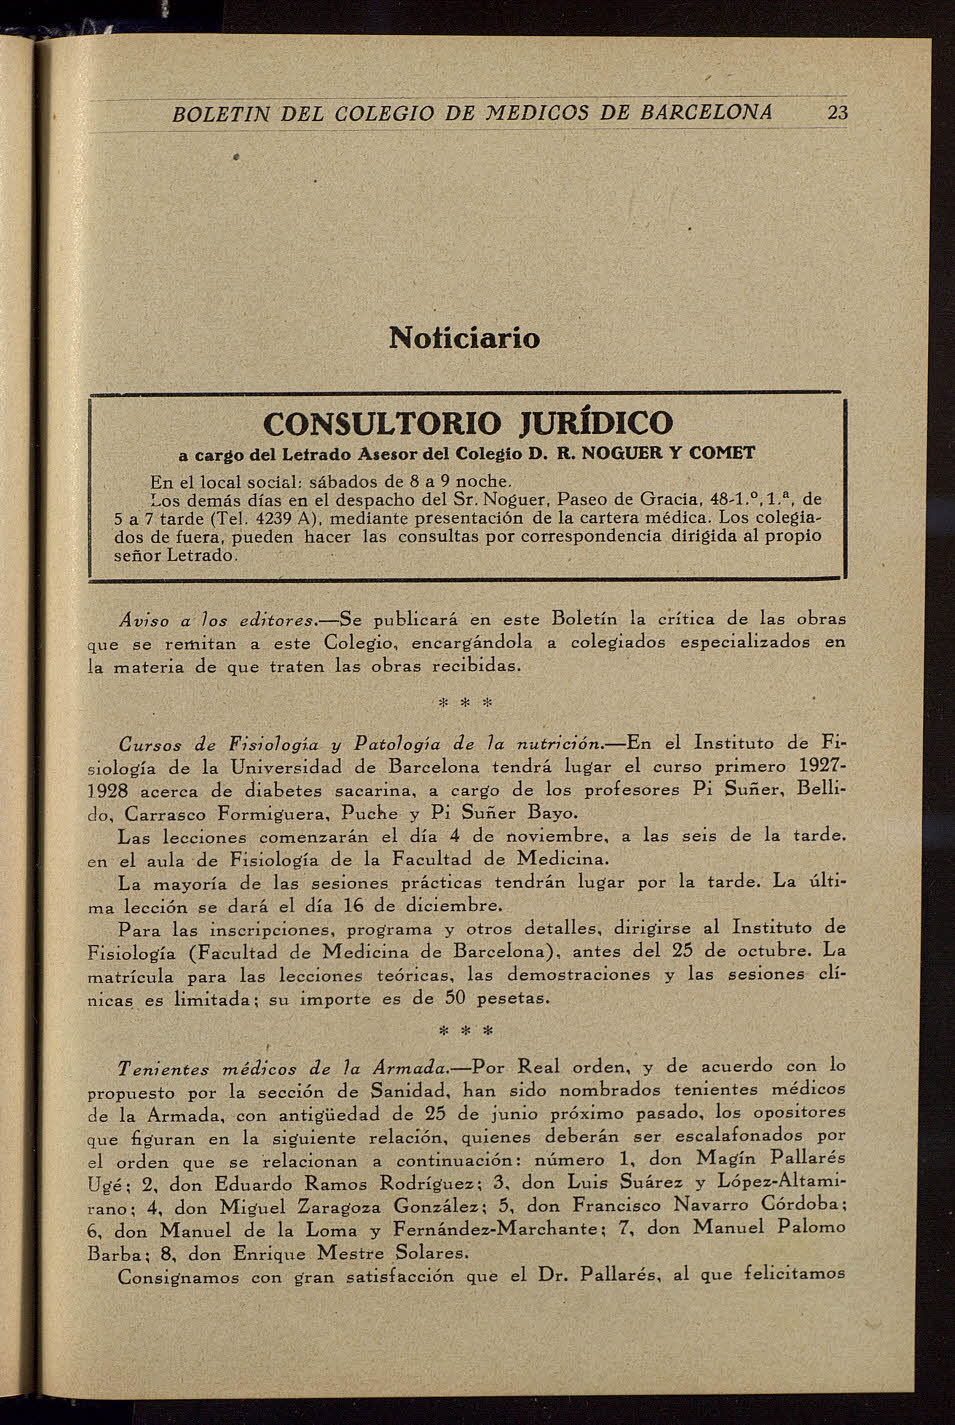 BOLETIN DEL COLEGIO DE MEDICOS DE BARCELONA 23
Noticiario
CONSULTORIO JURÍDICO
a cargo del Letrado Asesor del Colegio D. R. NOGUER Y COMET
En el local social: sábados de 8 a 9 noche.
Los demás días en el despacho del Sr. Noguer, Paseo de Gracia, 48-1.º, 1.ª, de
5 a 7 tarde (Tel. 4239 A), mediante presentación de la cartera médica. Los colegia-
dos de fuera, pueden hacer las consultas por correspondencia dirigida al propio
señor Letrado.
Aviso a los editores.—Se publicará en este Boletín la crítica de las obras
que se remitan a este Colegio, encargándola a colegiados especializados en
la materia de que traten las obras recibidas.
* * *
Cursos de Fisiología y Patología de la nutrición.—En el Instituto de Fi-
siología de la Universidad de Barcelona tendrá lugar el curso primero 1927-
1928 acerca de diabetes sacarina, a cargo de los profesores Pi Suñer, Belli-
do, Carrasco Formiguera, Puche y Pi Suñer Bayo.
Las lecciones comenzarán el día 4 de noviembre, a las seis de la tarde.
en el aula de Fisiología de la Facultad de Medicina.
La mayoría de las sesiones prácticas tendrán lugar por la tarde. La últi-
ma lección se dará el día 16 de diciembre.
Para las inscripciones, programa y otros detalles, dirigirse al Instituto de
Fisiología (Facultad de Medicina de Barcelona), antes del 25 de octubre. La
matrícula para las lecciones teóricas, las demostraciones y las sesiones clí-
nicas es limitada; su importe es de 50 pesetas.
* * *
Tenientes médicos de la Armada.—Por Real orden, y de acuerdo con lo
propuesto por la sección de Sanidad, han sido nombrados tenientes médicos
de la Armada, con antigüedad de 25 de junio próximo pasado, los opositores
que figuran en la siguiente relación, quienes deberán ser escalafonados por
el orden que se relacionan a continuación: número 1, don Magín Pallarés
Ugé; 2, don Eduardo Ramos Rodríguez; 3, don Luis Suárez y López-Altami-
rano; 4, don Miguel Zaragoza González; 5, don Francisco Navarro Córdoba;
6, don Manuel de la Loma y Fernández-Marchante; 7, don Manuel Palomo
Barba; 8, don Enrique Mestre Solares.
Consignamos con gran satisfacción que el Dr. Pallarés, al que felicitamos